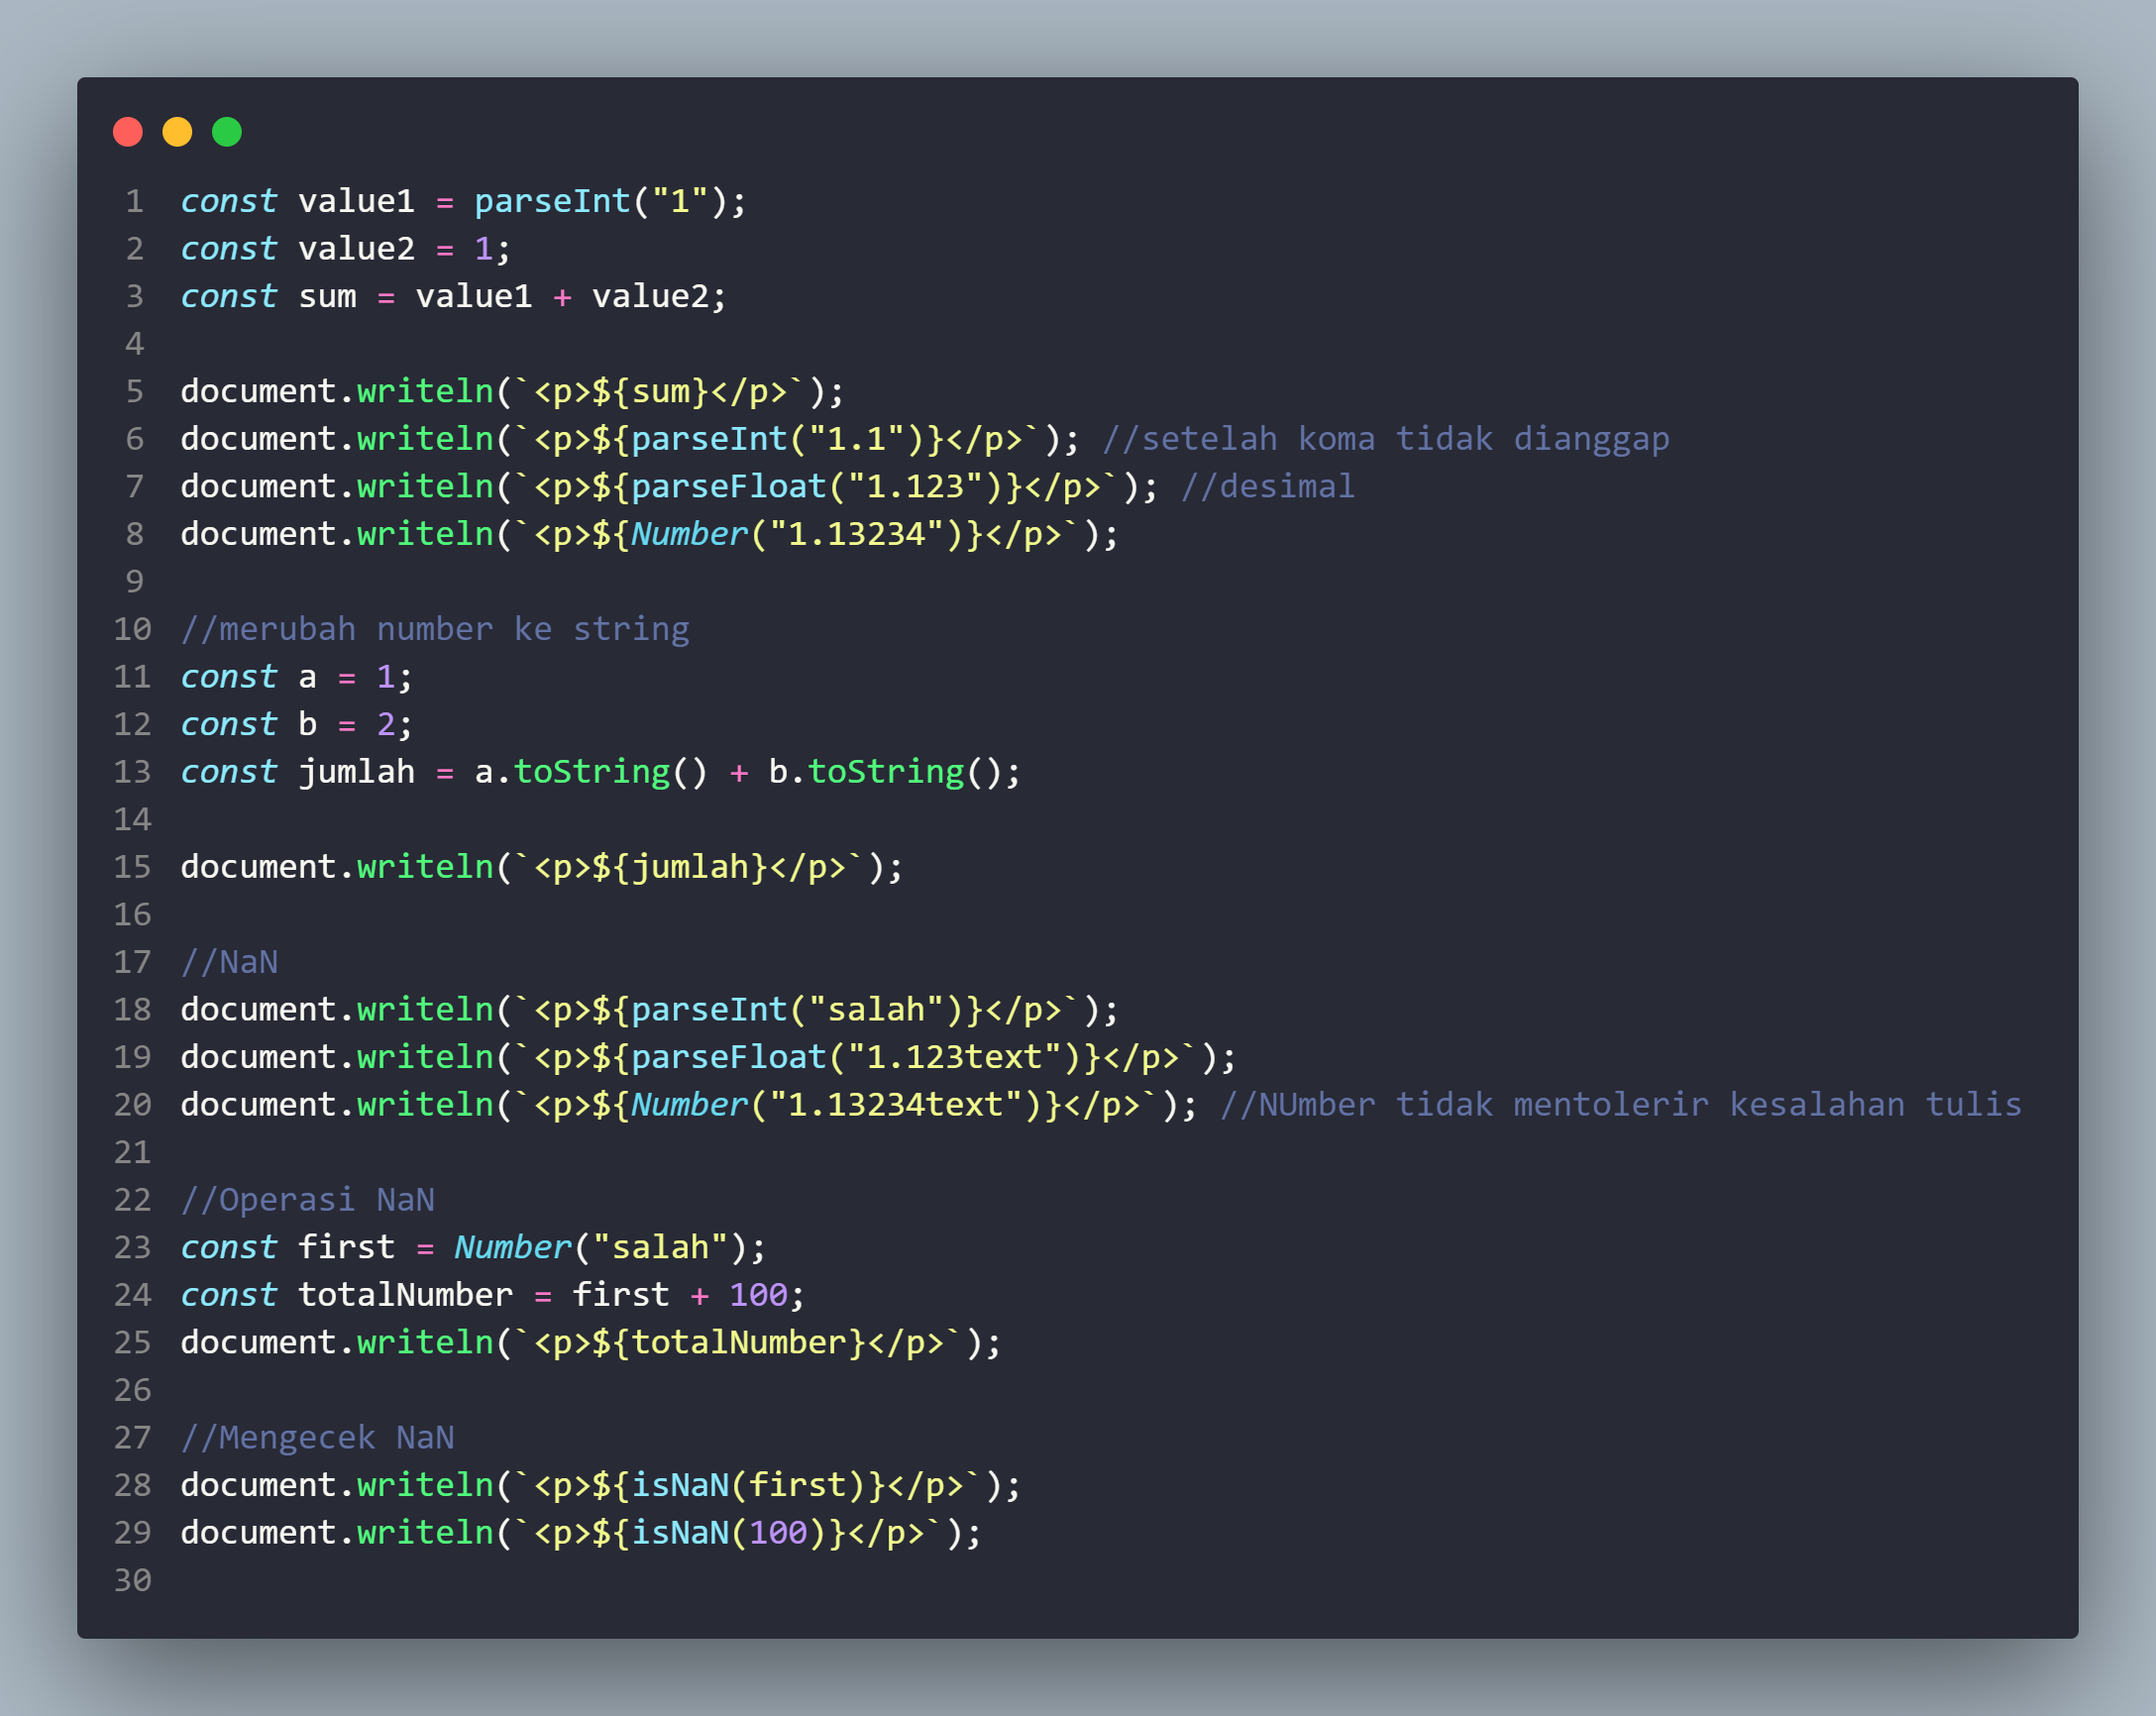 1 const value1 = parseInt("1");
2 const value2 = 1;
3 const sum = value1 + value2;
4
5 document.writeln(`<p>${sum}</p>`);
6 document.writeln(`<p>${parseInt("1.1")}</p>`); //setelah koma tidak dianggap
7 document.writeln(`<p>${parseFloat("1.123")}</p>`); //desimal
8 document.writeln(`<p>${Number("1.13234")}</p>`);
9
10 //merubah number ke string
11 const a = 1;
12 const b = 2;
13 const jumlah = a.toString() + b.toString();
14
15 document.writeln(`<p>${jumlah}</p>`);
16
17 //NaN
18 document.writeln(`<p>${parseInt("salah")}</p>`);
19 document.writeln(`<p>${parseFloat("1.123text")}</p>`);
20 document.writeln(`<p>${Number("1.13234text")}</p>`); //NUmber tidak mentolerir kesalahan tulis
21
22 //Operasi NaN
23 const first = Number("salah");
24 const totalNumber = first + 100;
25 document.writeln(`<p>${totalNumber}</p>`);
26
27 //Mengecek NaN
28 document.writeln(`<p>${isNaN(first)}</p>`);
29 document.writeln(`<p>${isNaN(100)}</p>`);
30